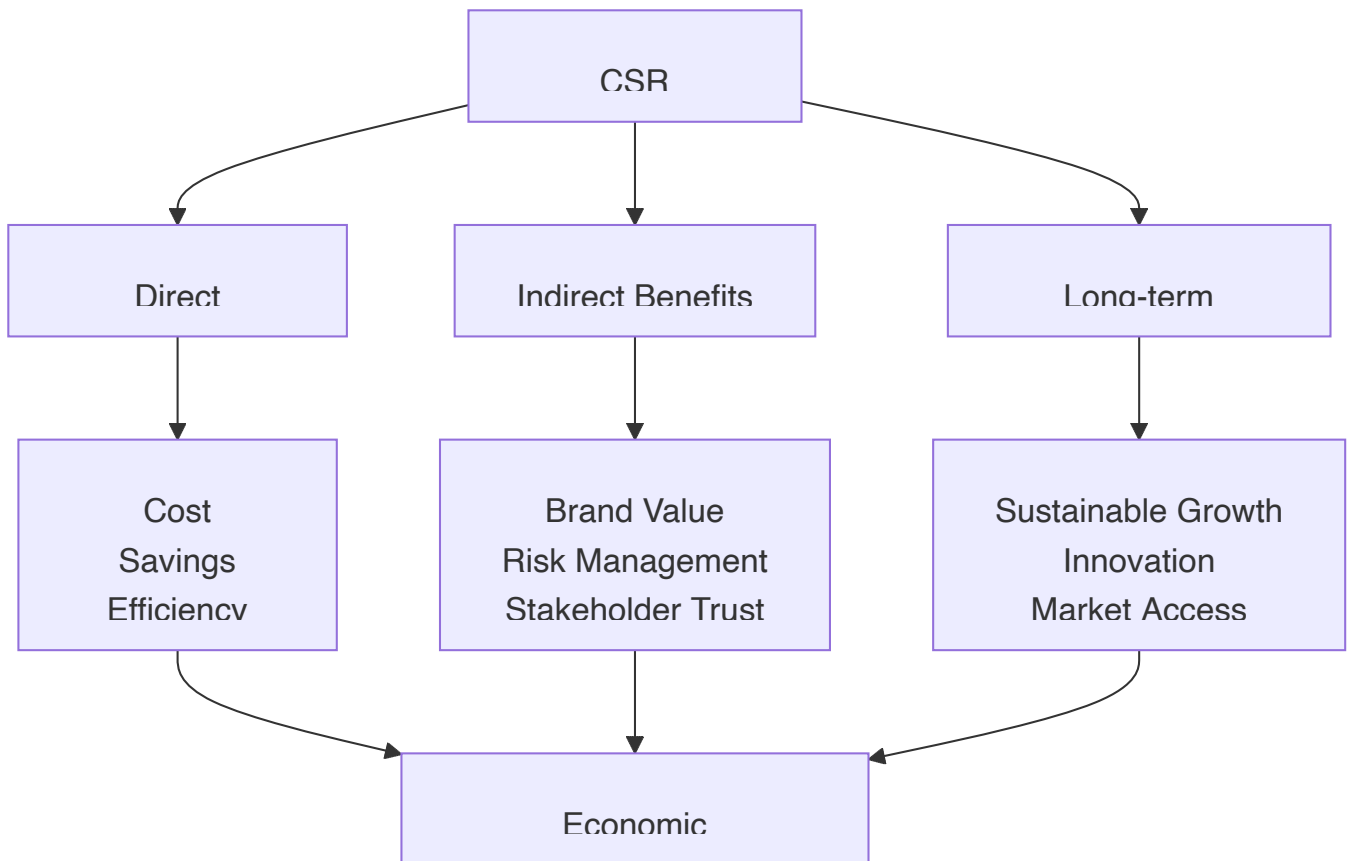 CSR
Direct
Indirect Benefits
Long-term
Cost
Savings
Efficiency
Brand Value
Risk Management
Stakeholder Trust
Sustainable Growth
Innovation
Market Access
Economic